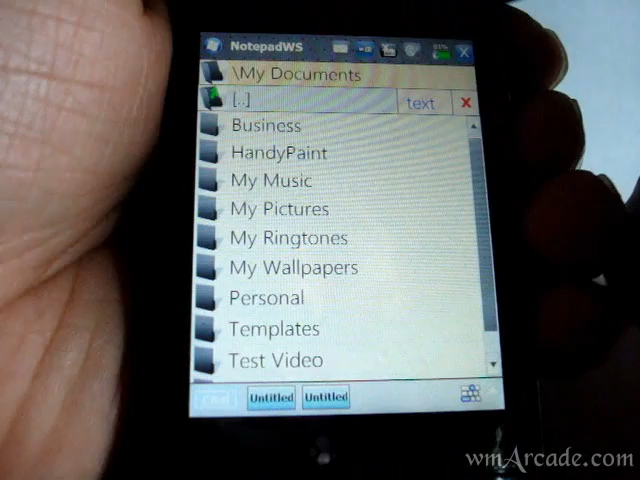 NotepadWS
\My Documents
[..] text X
Business
HandyPaint
My Music
My Pictures
My Ringtones
My Wallpapers
Personal
Templates
Test Video
Untitled Untitled
wmArcade.com